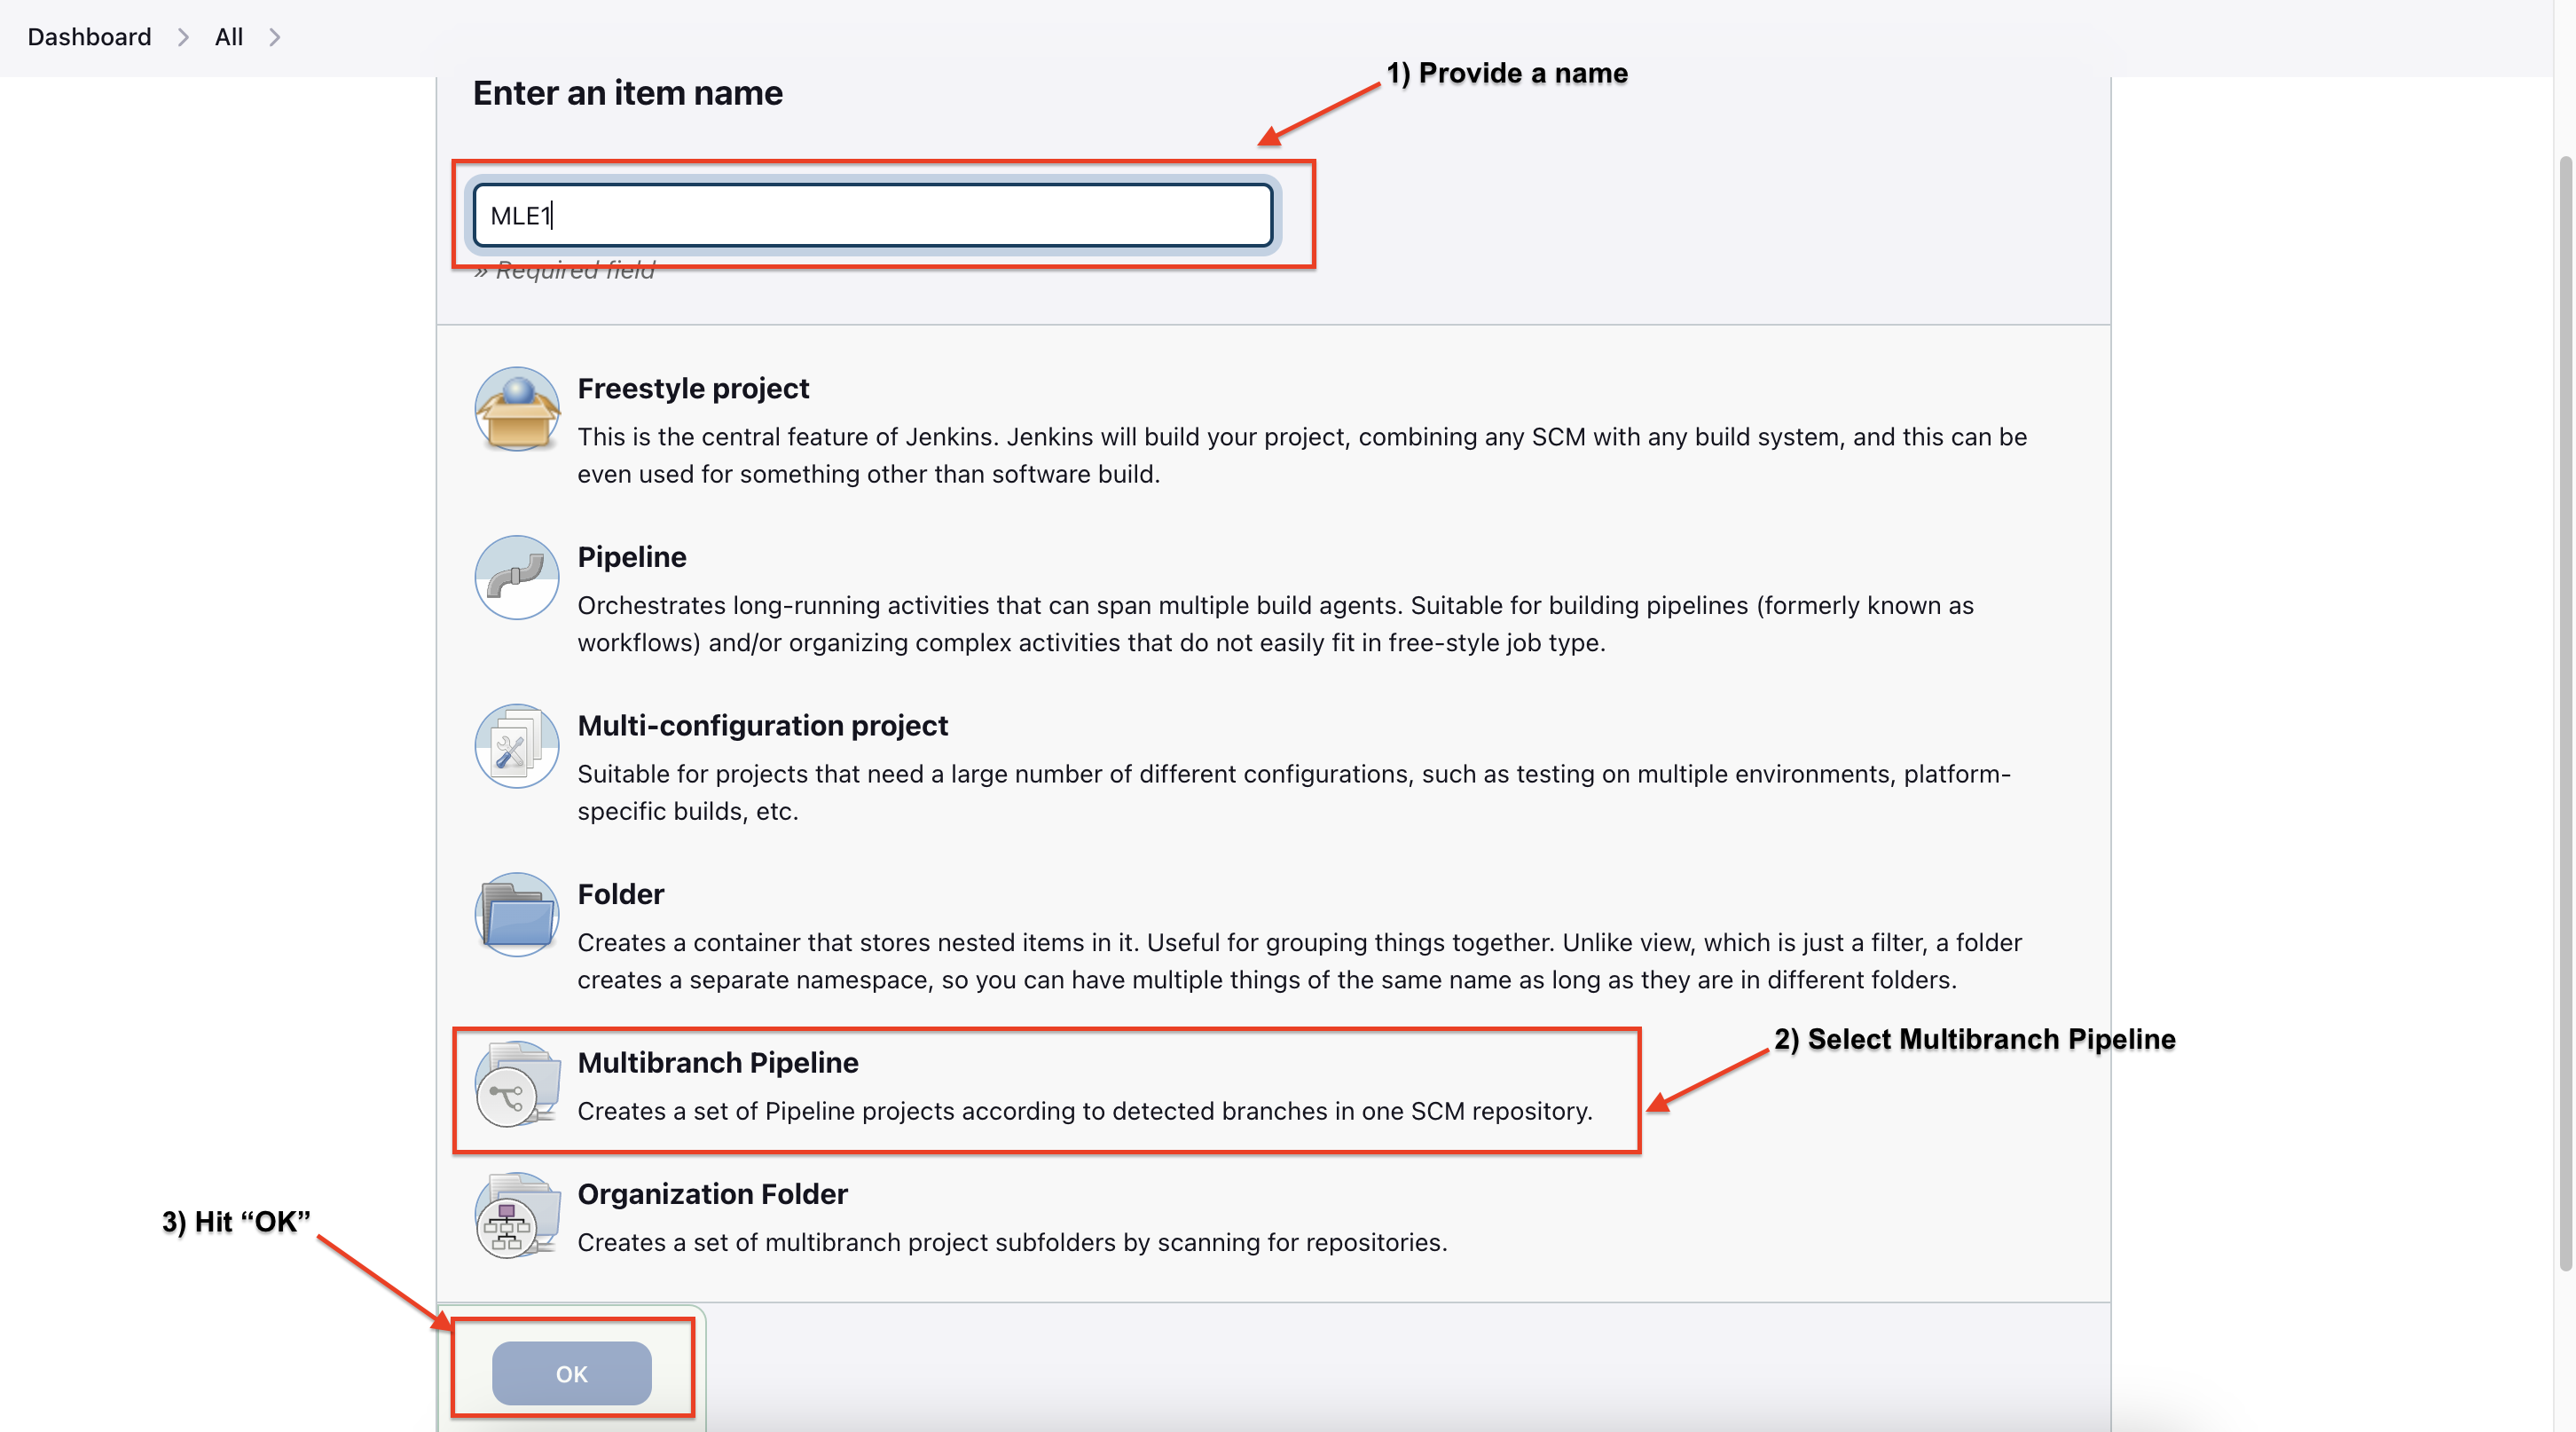 Dashboard
All
Enter an item name
1) Provide a name
MLE1
» Required field
Freestyle project
This is the central feature of Jenkins. Jenkins will build your project, combining any SCM with any build system, and this can be
even used for something other than software build.
Pipeline
Orchestrates long-running activities that can span multiple build agents. Suitable for building pipelines (formerly known as
workflows) and/or organizing complex activities that do not easily fit in free-style job type.
Multi-configuration project
Suitable for projects that need a large number of different configurations, such as testing on multiple environments, platform-
specific builds, etc.
Folder
Creates a container that stores nested items in it. Useful for grouping things together. Unlike view, which is just a filter, a folder
creates a separate namespace, so you can have multiple things of the same name as long as they are in different folders.
2) Select Multibranch Pipeline
Multibranch Pipeline
Creates a set of Pipeline projects according to detected branches in one SCM repository.
Organization Folder
Creates a set of multibranch project subfolders by scanning for repositories.
3) Hit “OK”
OK